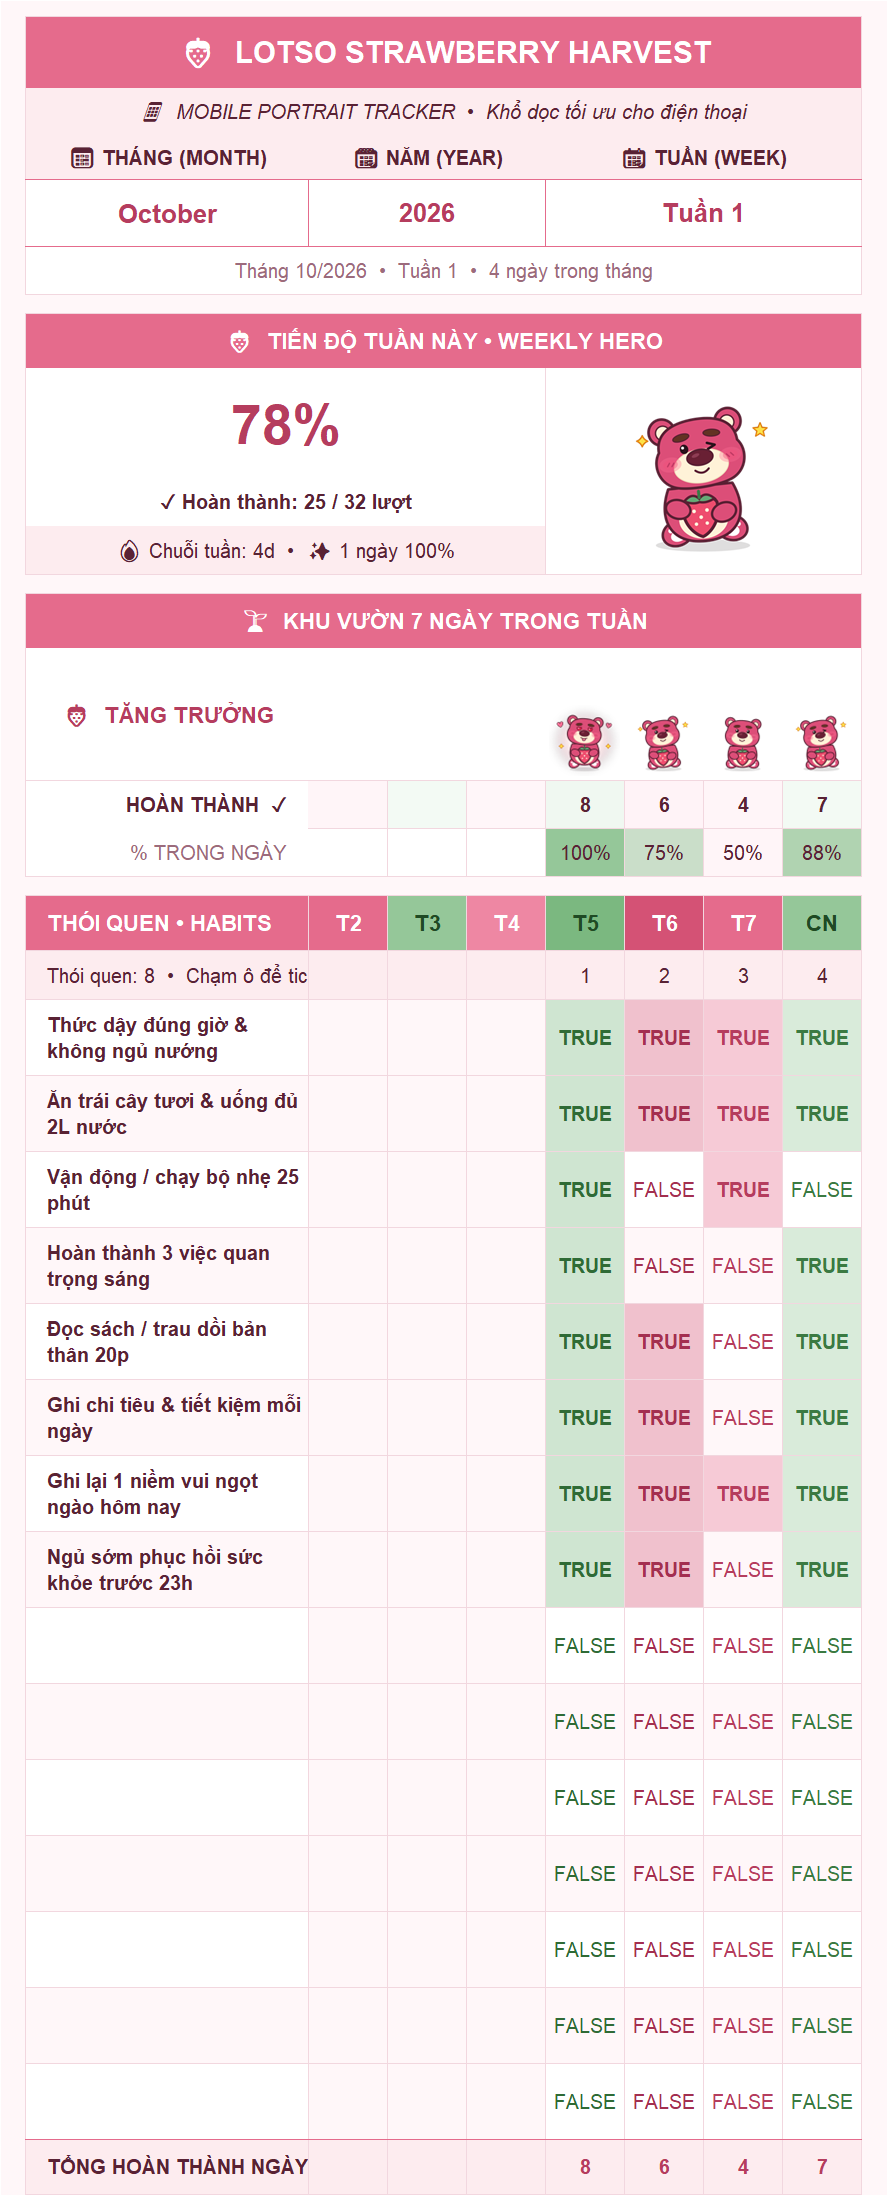 LOTSO STRAWBERRY HARVEST
MOBILE PORTRAIT TRACKER • Khổ dọc tối ưu cho điện thoại
THÁNG (MONTH) NĂM (YEAR) TUẦN (WEEK)
October 2026 Tuần 1
Tháng 10/2026 • Tuần 1 • 4 ngày trong tháng
TIẾN ĐỘ TUẦN NÀY • WEEKLY HERO
78%
✓ Hoàn thành: 25 / 32 lượt
Chuỗi tuần: 4d • 1 ngày 100%
KHU VƯỜN 7 NGÀY TRONG TUẦN
TĂNG TRƯỞNG
HOÀN THÀNH ✓ 8 6 4 7
% TRONG NGÀY 100% 75% 50% 88%
THÓI QUEN • HABITS T2 T3 T4 T5 T6 T7 CN
Thói quen: 8 • Chạm ô để tic 1 2 3 4
Thức dậy đúng giờ &
không ngủ nướng TRUE TRUE TRUE TRUE
Ăn trái cây tươi & uống đủ
2L nước TRUE TRUE TRUE TRUE
Vận động / chạy bộ nhẹ 25
phút TRUE FALSE TRUE FALSE
Hoàn thành 3 việc quan
trọng sáng TRUE FALSE FALSE TRUE
Đọc sách / trau dồi bản
thân 20p TRUE TRUE FALSE TRUE
Ghi chi tiêu & tiết kiệm mỗi
ngày TRUE TRUE FALSE TRUE
Ghi lại 1 niềm vui ngọt
ngào hôm nay TRUE TRUE TRUE TRUE
Ngủ sớm phục hồi sức
khỏe trước 23h TRUE TRUE FALSE TRUE
FALSE FALSE FALSE FALSE
FALSE FALSE FALSE FALSE
FALSE FALSE FALSE FALSE
FALSE FALSE FALSE FALSE
FALSE FALSE FALSE FALSE
FALSE FALSE FALSE FALSE
FALSE FALSE FALSE FALSE
TỔNG HOÀN THÀNH NGÀY 8 6 4 7